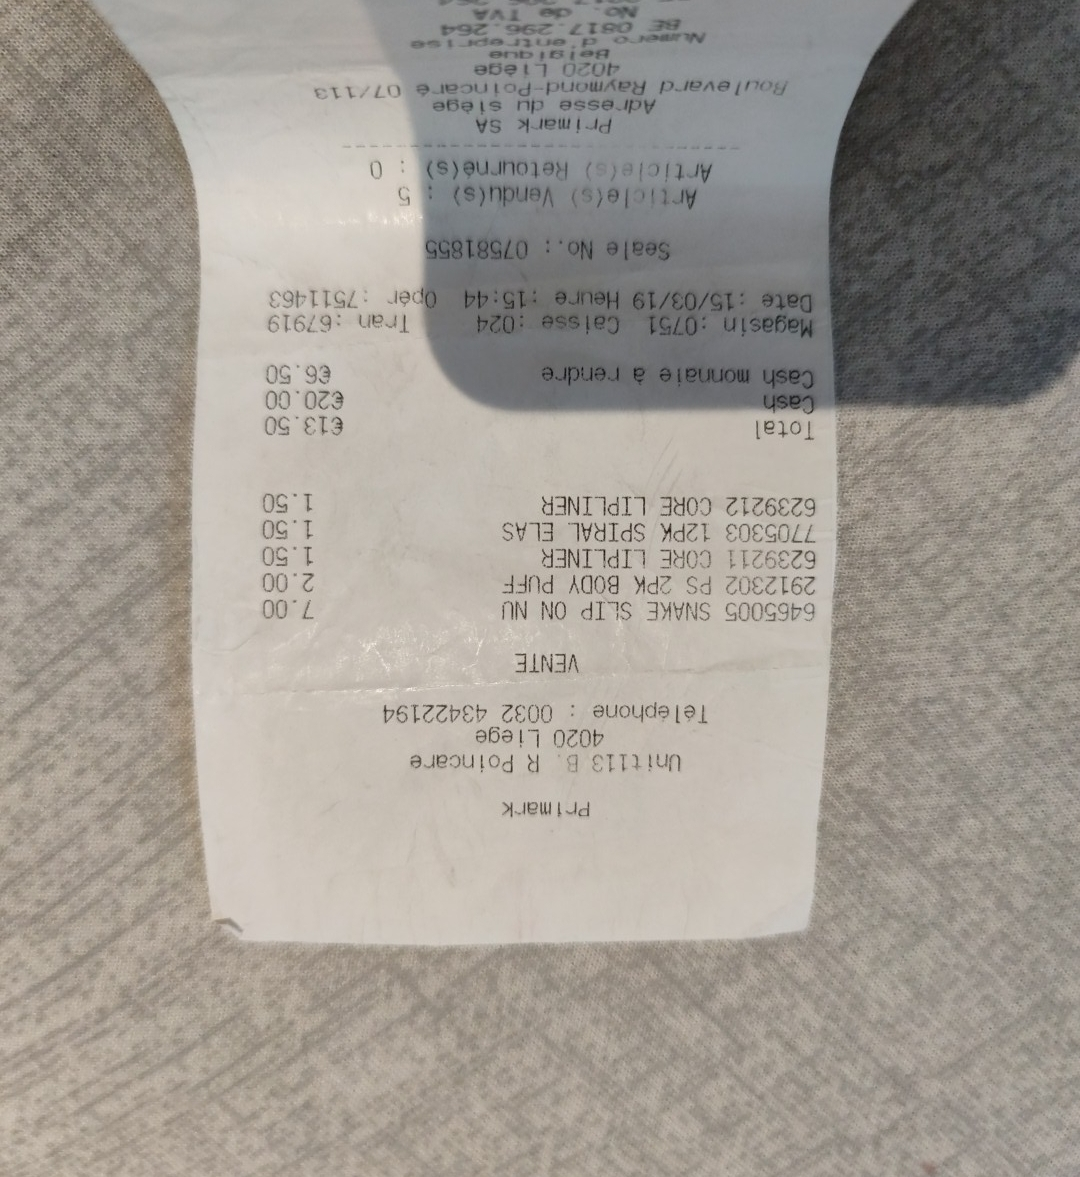 Primark
Unit113 B. R Poincare
4020 Liege
Téléphone : 0032 43422194
VENTE
6465005 SNAKE SLIP ON NU 7.00
2912302 PS 2PK BODY PUFF 2.00
6239211 CORE LIPLINER 1.50
7705303 12PK SPIRAL ELAS 1.50
6239212 CORE LIPLINER 1.50
Total €13.50
Cash €20.00
Cash monnaie à rendre €6.50
Magasin :0751 Caisse :024 Tran :67919
Date :15/03/19 Heure :15:44 Opér :7511463
Seale No.: 07581855
Article(s) Vendu(s) : 5
Article(s) Retourné(s) : 0
Primark SA
Adresse du siège
Boulevard Raymond-Poincaré 07/113
4020 Liège
Belgique
Numéro d'entreprise
BE 0817.296.264
No. de TVA